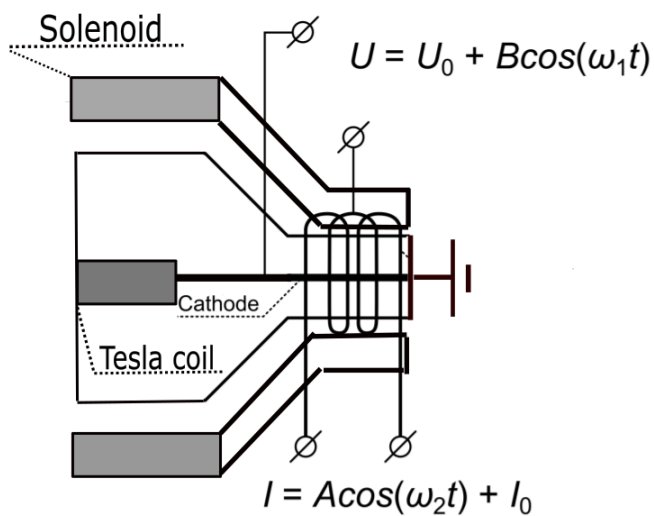 Solenoid
U = U₀ + Bcos(ω₁t)
Cathode
Tesla coil
I = Acos(ω₂t) + I₀